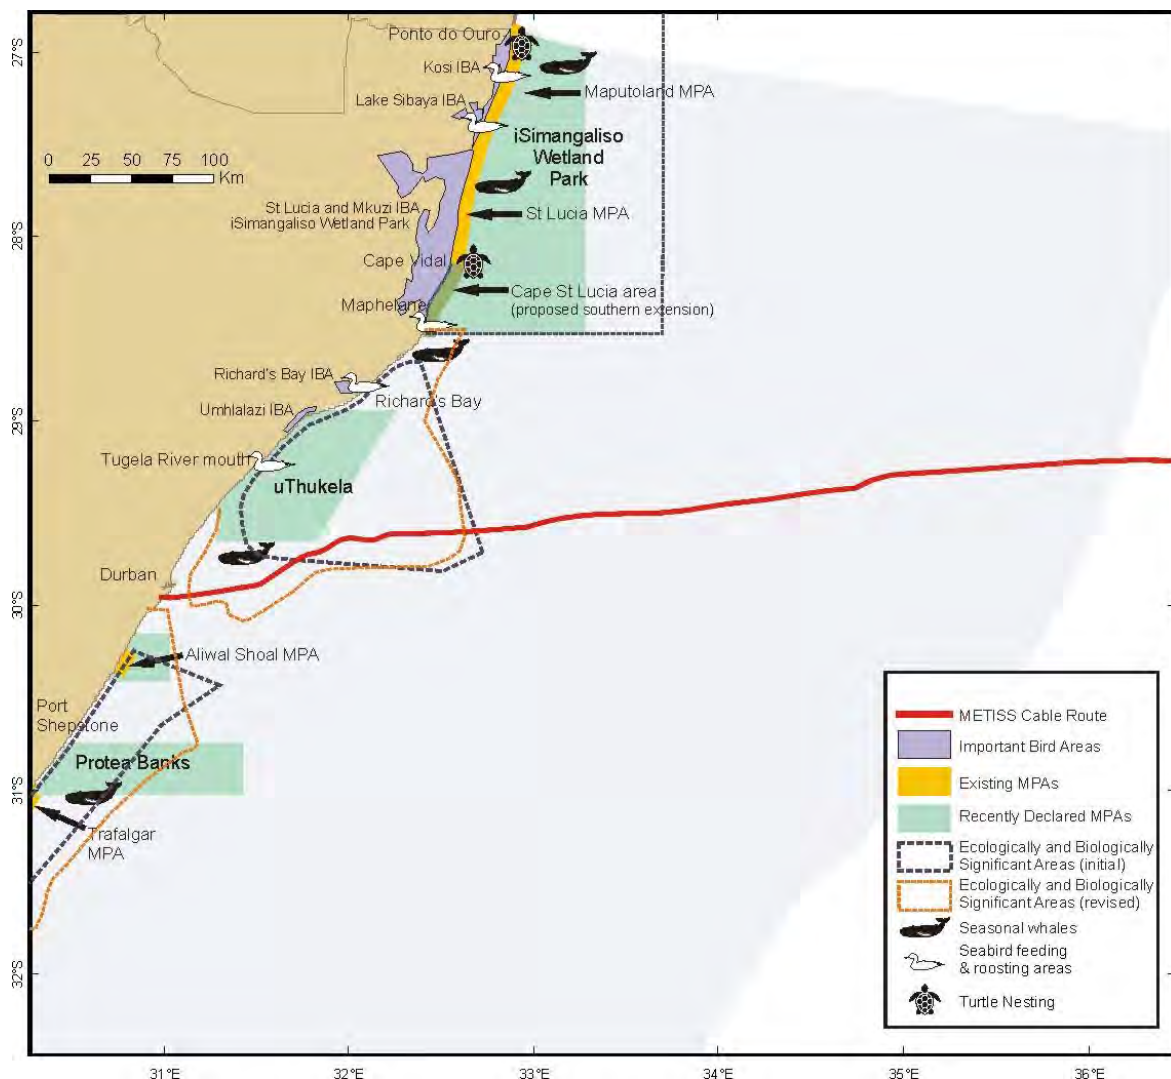 27°S
28°S
29°S
30°S
31°S
32°S
Ponto do Ouro
Kosi IBA
Maputoland MPA
Lake Sibaya IBA
iSimangaliso
Wetland
Park
0 25 50 75 100
Km
St Lucia and Mkuzi IBA
iSimangaliso Wetland Park
St Lucia MPA
Cape Vidal
Cape St Lucia area
(proposed southern extension)
Maphelane
Richard's Bay IBA
Richard's Bay
Umhlalazi IBA
Tugela River mouth
uThukela
Durban
Aliwal Shoal MPA
Port
Shepstone
Protea Banks
Trafalgar
MPA
METISS Cable Route
Important Bird Areas
Existing MPAs
Recently Declared MPAs
Ecologically and Biologically
Significant Areas (initial)
Ecologically and Biologically
Significant Areas (revised)
Seasonal whales
Seabird feeding
& roosting areas
Turtle Nesting
31°E 32°E 33°E 34°E 35°E 36°E